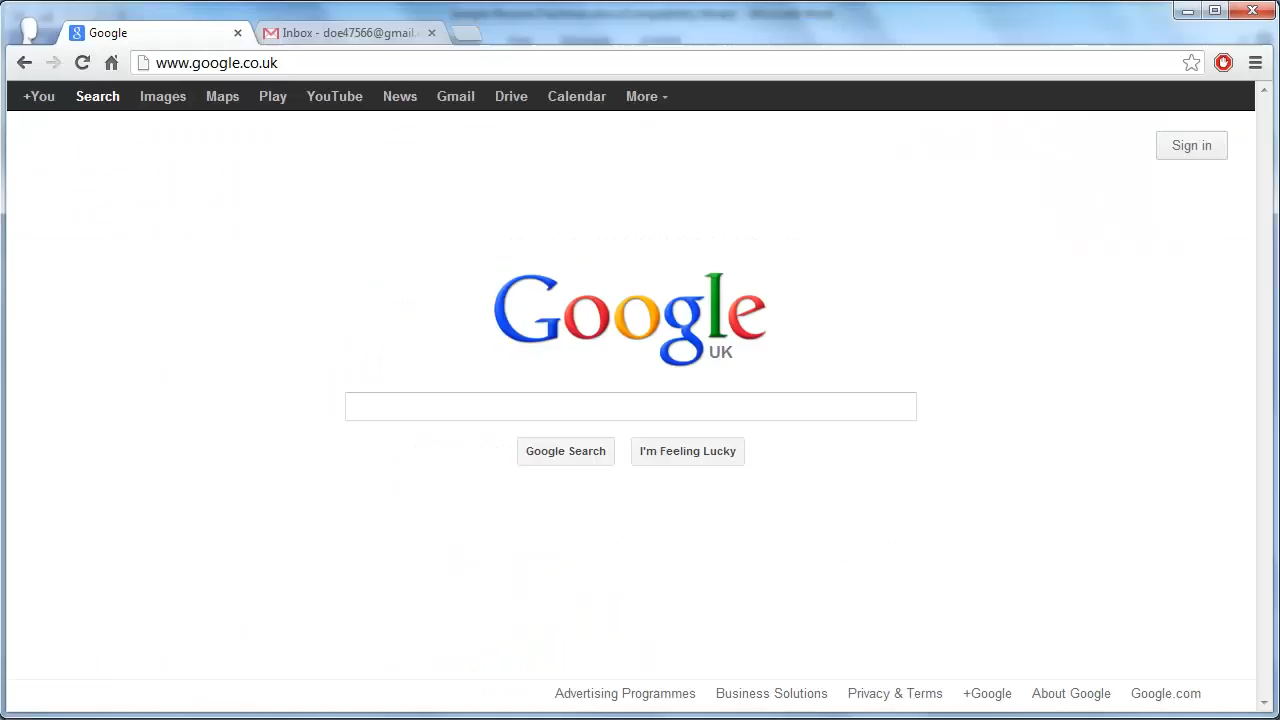 Google
Inbox - doe47566@gmail.
www.google.co.uk
+You Search Images Maps Play YouTube News Gmail Drive Calendar More
Sign in
Google
UK
Google Search I'm Feeling Lucky
Advertising Programmes Business Solutions Privacy & Terms +Google About Google Google.com